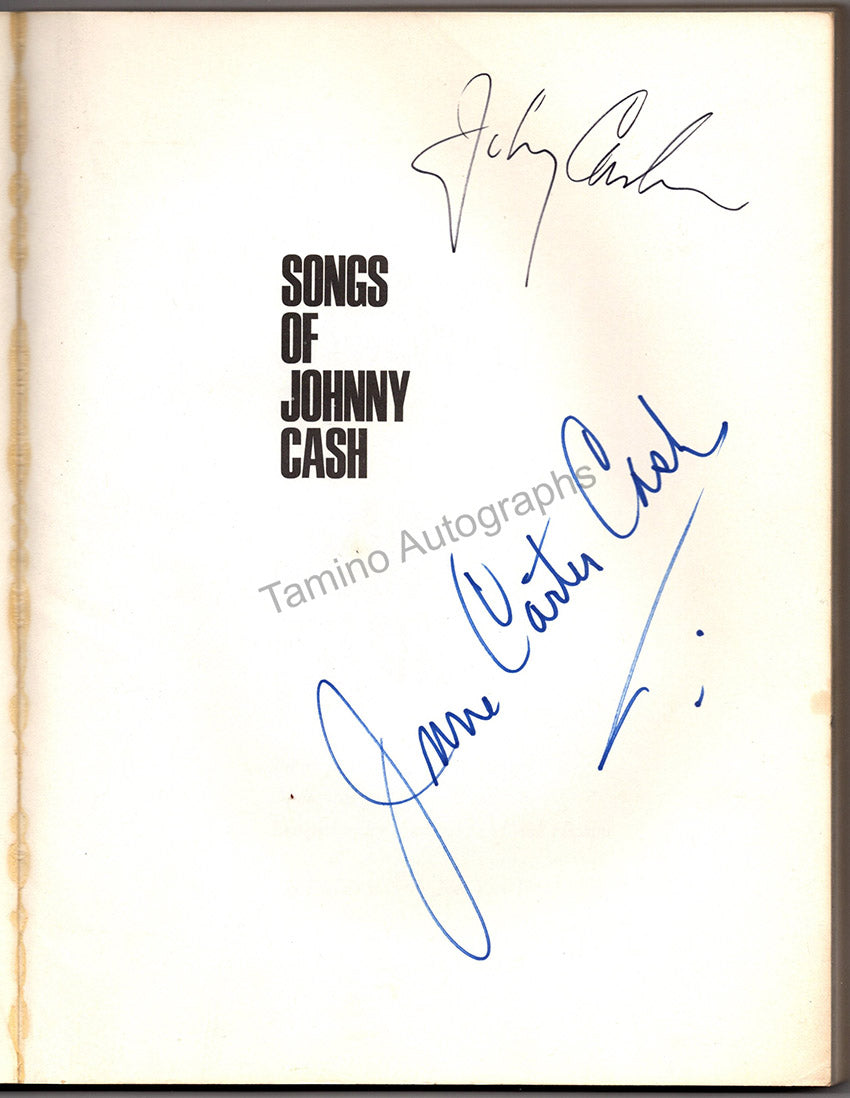 Johnny Cash
SONGS
OF
JOHNNY
CASH
Tamino Autographs
June Carter Cash